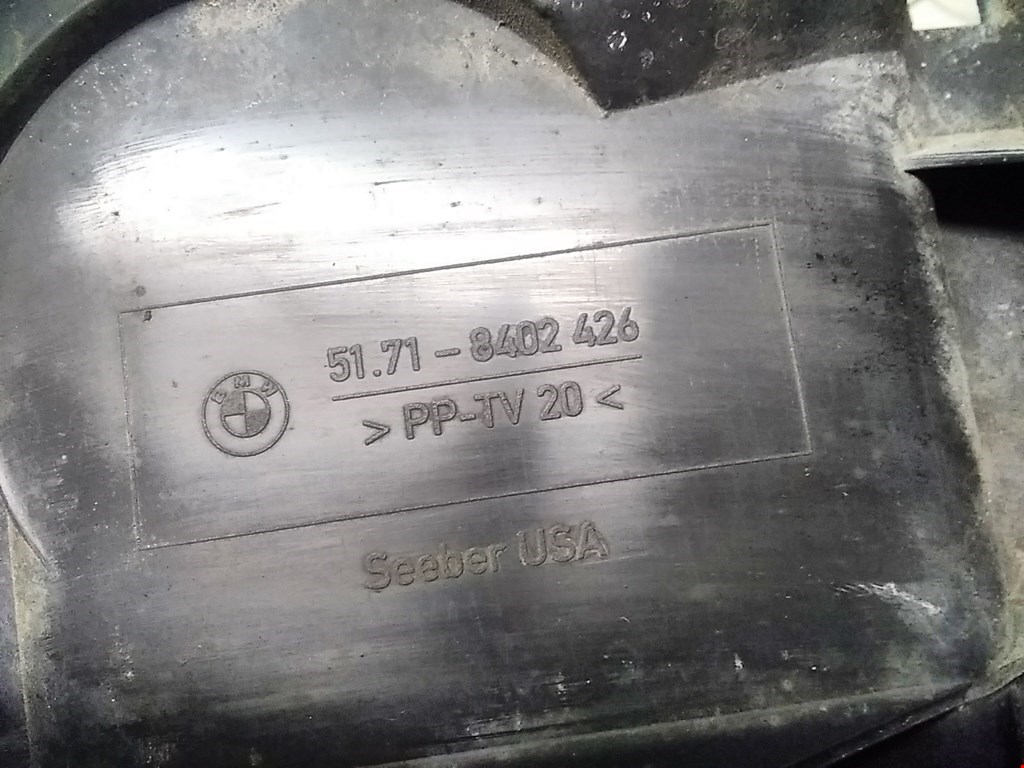 BMW
51.71 - 8402 426
> PP-TV 20 <
Seeber USA